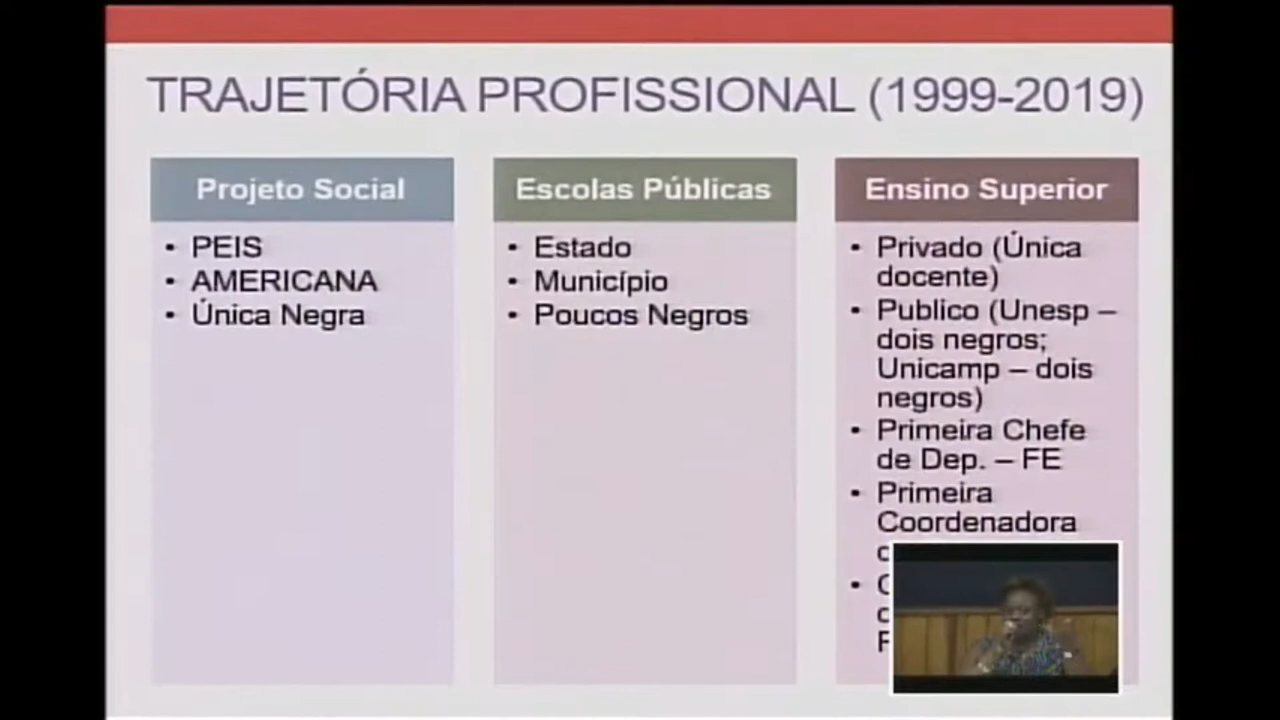 TRAJETÓRIA PROFISSIONAL (1999-2019)
Projeto Social
• PEIS
• AMERICANA
• Única Negra
Escolas Públicas
• Estado
• Município
• Poucos Negros
Ensino Superior
• Privado (Única
docente)
• Publico (Unesp –
dois negros;
Unicamp – dois
negros)
• Primeira Chefe
de Dep. – FE
• Primeira
Coordenadora